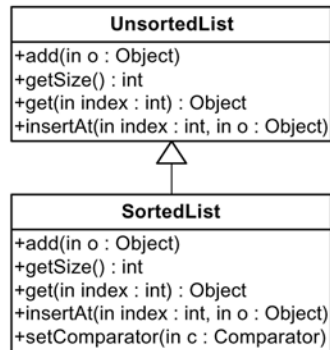 UnsortedList
+add(in o : Object)
+getSize() : int
+get(in index : int) : Object
+insertAt(in index : int, in o : Object)
SortedList
+add(in o : Object)
+getSize() : int
+get(in index : int) : Object
+insertAt(in index : int, in o : Object)
+setComparator(in c : Comparator)